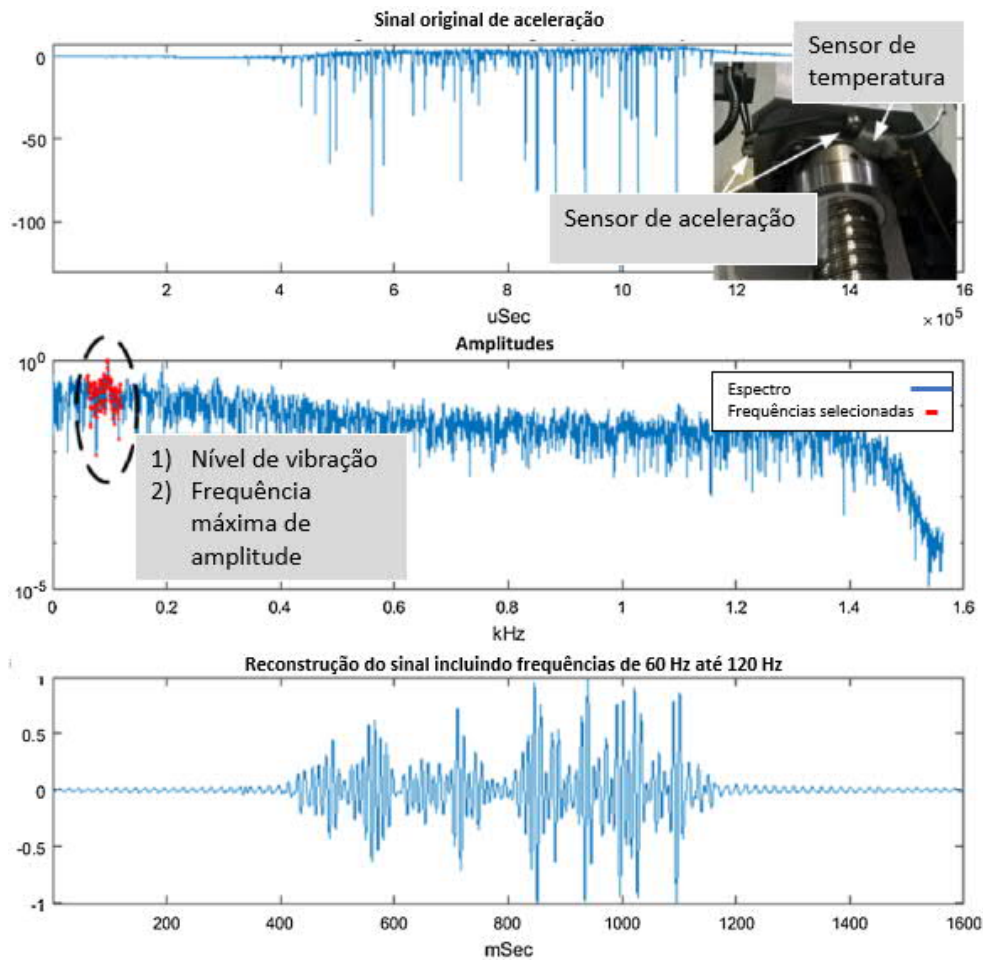 Sinal original de aceleração
0
-50
-100
Sensor de
temperatura
Sensor de aceleração
2
4
6
8
10
12
14
16
uSec
× 10^5
Amplitudes
10^0
10^-5
Espectro
Frequências selecionadas
1) Nível de vibração
2) Frequência
máxima de
amplitude
0
0.2
0.4
0.6
0.8
1
1.2
1.4
1.6
kHz
Reconstrução do sinal incluindo frequências de 60 Hz até 120 Hz
1
0.5
0
-0.5
-1
200
400
600
800
1000
1200
1400
1600
mSec